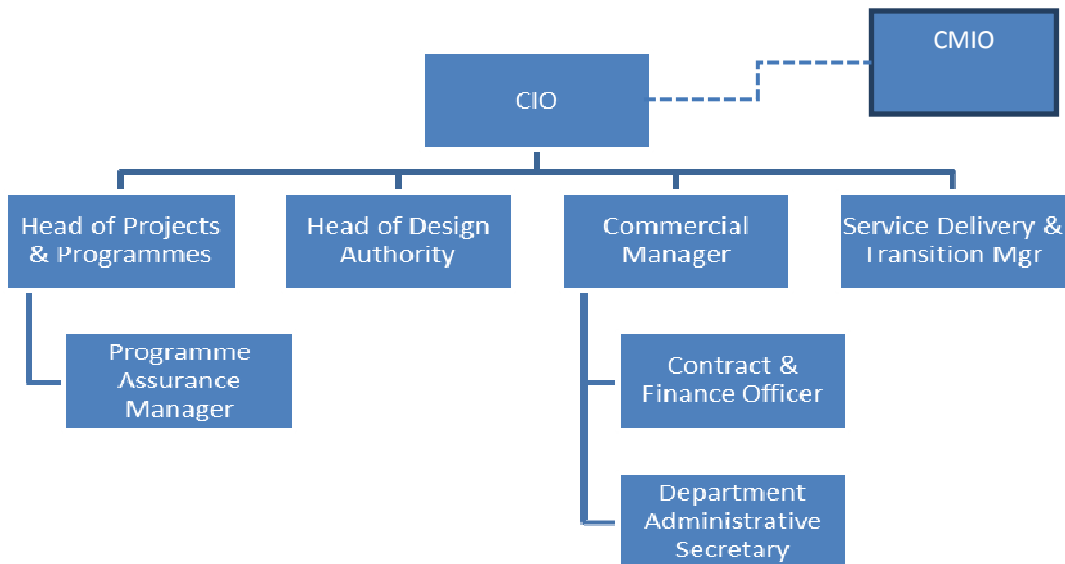 CMIO
CIO
Head of Projects
& Programmes
Head of Design
Authority
Commercial
Manager
Service Delivery &
Transition Mgr
Programme
Assurance
Manager
Contract &
Finance Officer
Department
Administrative
Secretary